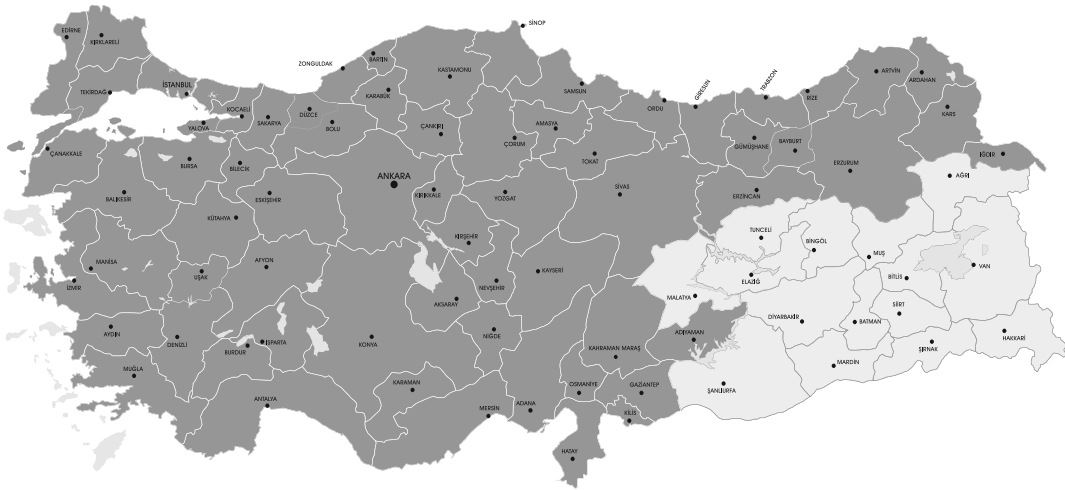 EDİRNE
KIRKLARELİ
TEKİRDAĞ
İSTANBUL
KOCAELİ
YALOVA
SAKARYA
DÜZCE
BOLU
ZONGULDAK
BARTIN
KARABÜK
KASTAMONU
SİNOP
ÇANKIRI
SAMSUN
AMASYA
ÇORUM
TOKAT
ORDU
GİRESUN
TRABZON
RİZE
ARTVİN
ARDAHAN
KARS
GÜMÜŞHANE
BAYBURT
ERZURUM
IĞDIR
AĞRI
ÇANAKKALE
BURSA
BİLECİK
BALIKESİR
ESKİŞEHİR
KÜTAHYA
ANKARA
KIRIKKALE
YOZGAT
SİVAS
ERZİNCAN
KIRŞEHİR
TUNCELİ
BİNGÖL
MUŞ
VAN
BİTLİS
ELAZIĞ
MANİSA
İZMİR
UŞAK
AFYON
KAYSERİ
NEVŞEHİR
AKSARAY
MALATYA
DİYARBAKIR
BATMAN
SİİRT
ŞIRNAK
HAKKARİ
MARDİN
AYDIN
DENİZLİ
BURDUR
ISPARTA
KONYA
NİĞDE
ADIYAMAN
KAHRAMAN MARAŞ
MUĞLA
ANTALYA
KARAMAN
MERSİN
ADANA
OSMANİYE
GAZİANTEP
KİLİS
ŞANLIURFA
HATAY